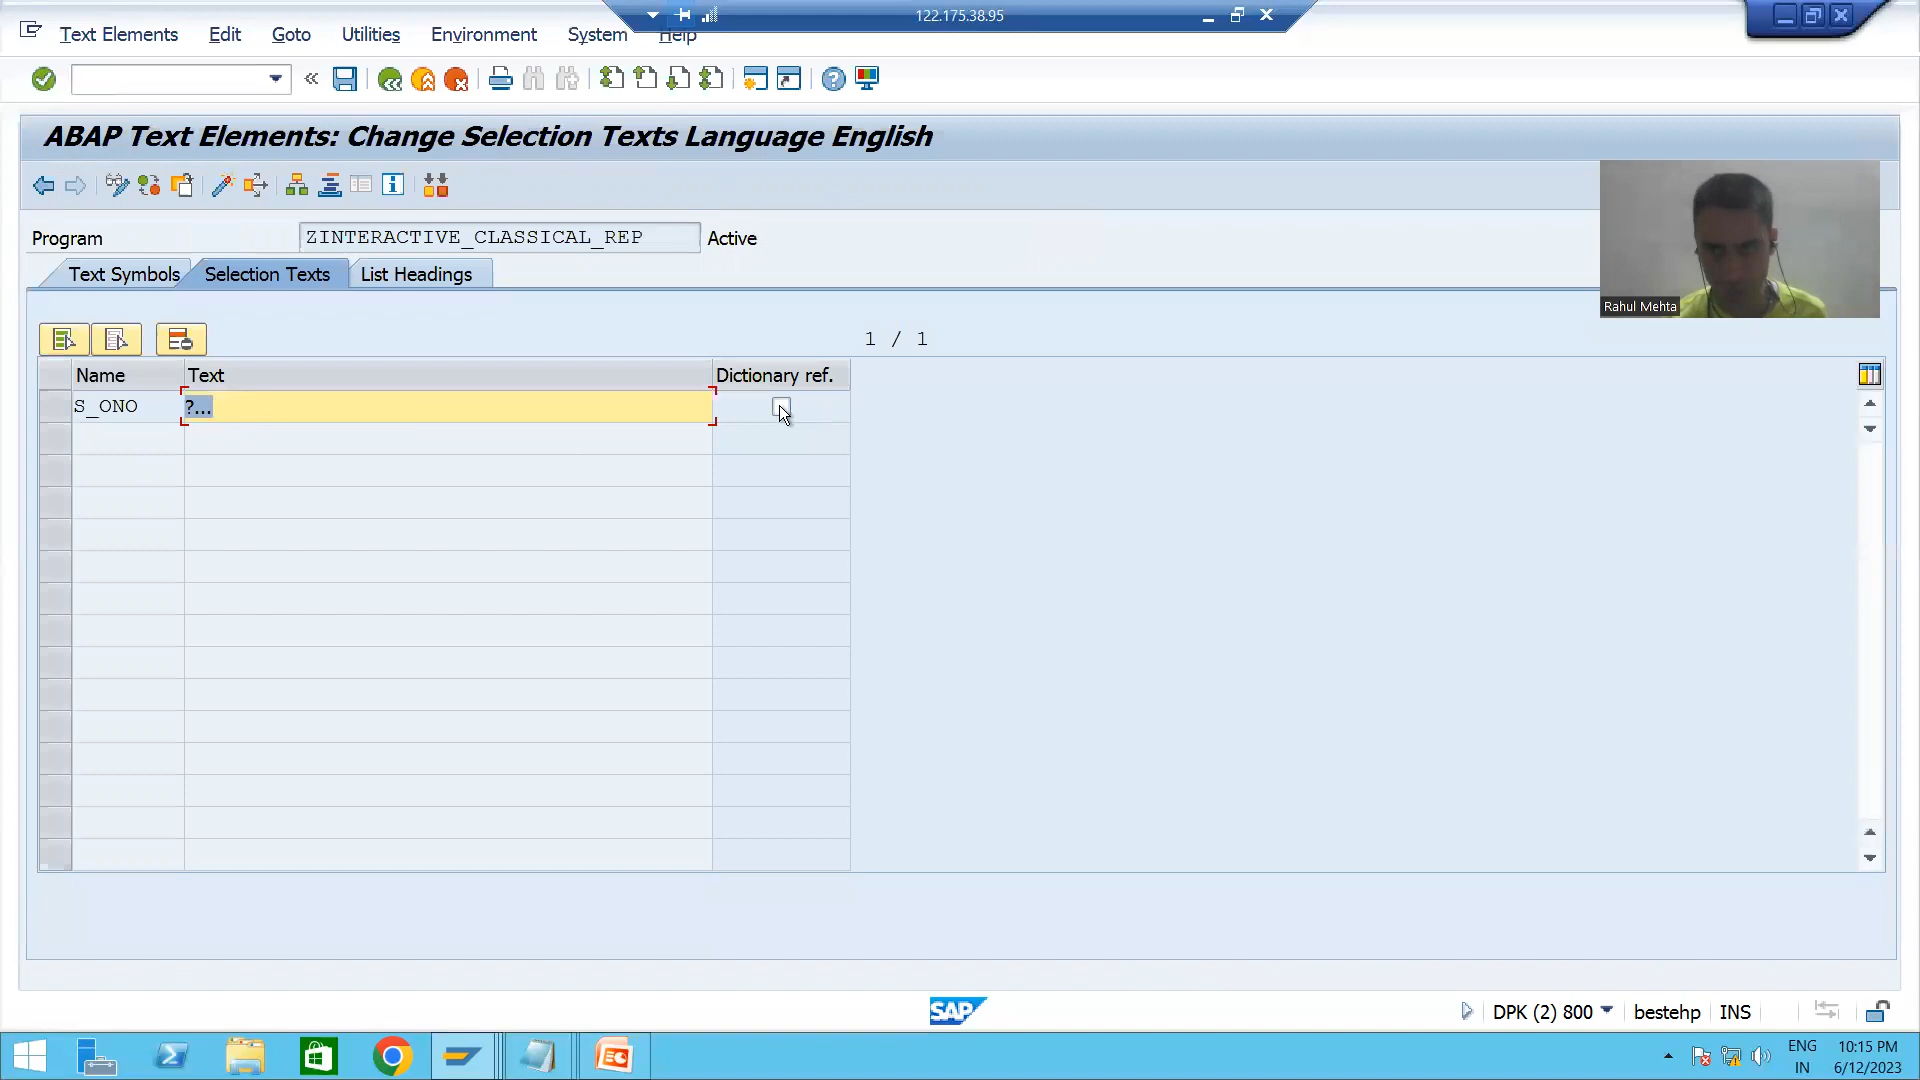 122.175.38.95
Text Elements Edit Goto Utilities Environment System Help
«
ABAP Text Elements: Change Selection Texts Language English
Program ZINTERACTIVE_CLASSICAL_REP Active
Text Symbols Selection Texts List Headings
Rahul Mehta
1 / 1
Name Text Dictionary ref.
S_ONO ?...
SAP
DPK (2) 800 bestehp INS
ENG 10:15 PM
IN 6/12/2023